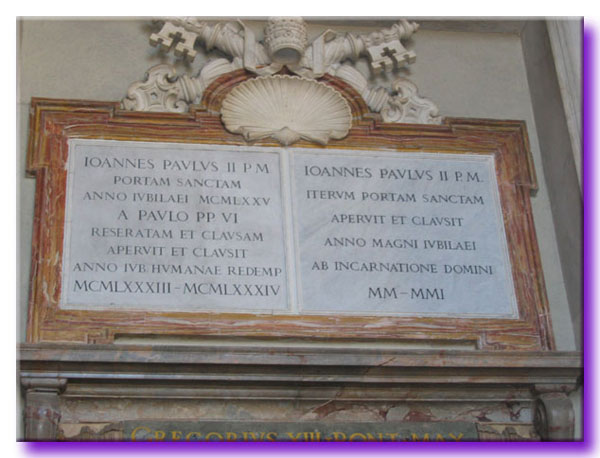 IOANNES PAVLVS II P M
PORTAM SANCTAM
ANNO IVBILAEI MCMLXXV
A PAVLO PP VI
RESERATAM ET CLAVSAM
APERVIT ET CLAVSIT
ANNO IVB HVMANAE REDEMP
MCMLXXXIII-MCMLXXXIV
IOANNES PAVLVS II P.M.
ITERVM PORTAM SANCTAM
APERVIT ET CLAVSIT
ANNO MAGNI IVBILAEI
AB INCARNATIONE DOMINI
MM-MMI
GREGORIVS XIII PONT MAX